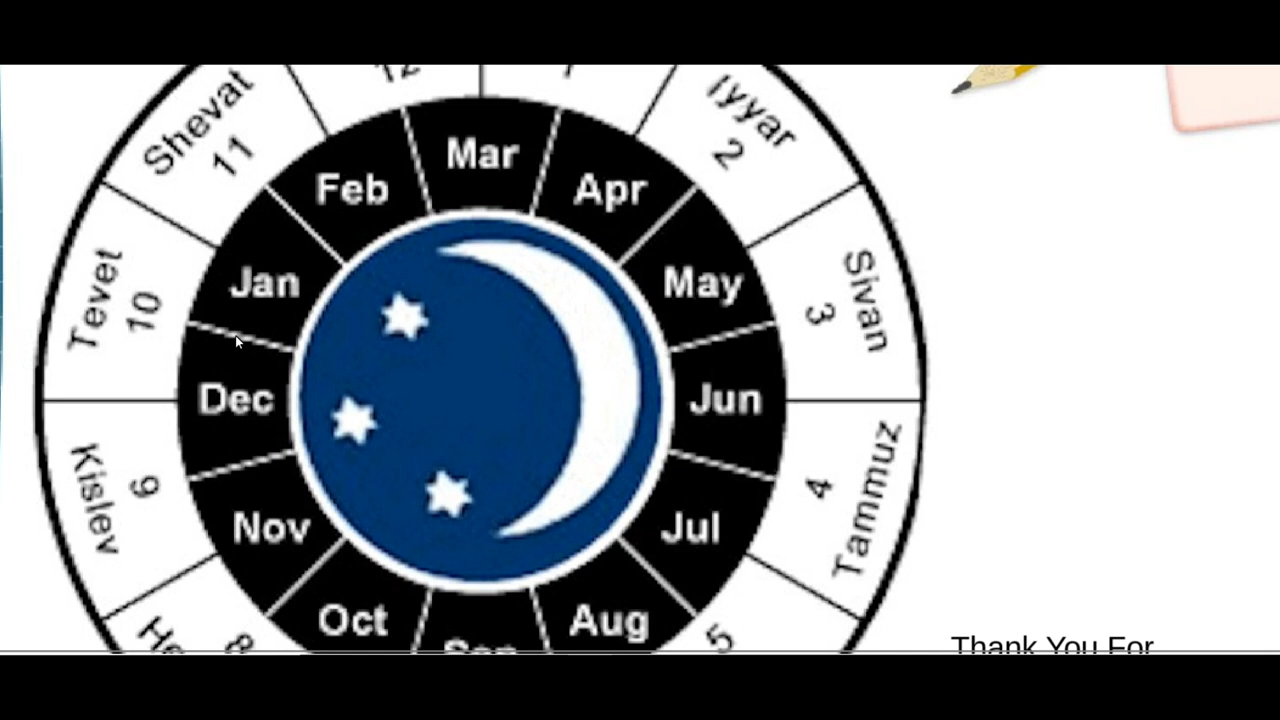 12
Shevat
11
Iyyar
2
Mar
Feb
Apr
Tevet
10
Jan
May
Sivan
3
Dec
Jun
Kislev
9
Nov
Jul
4
Tammuz
Oct
Aug
8
5
Thank You For